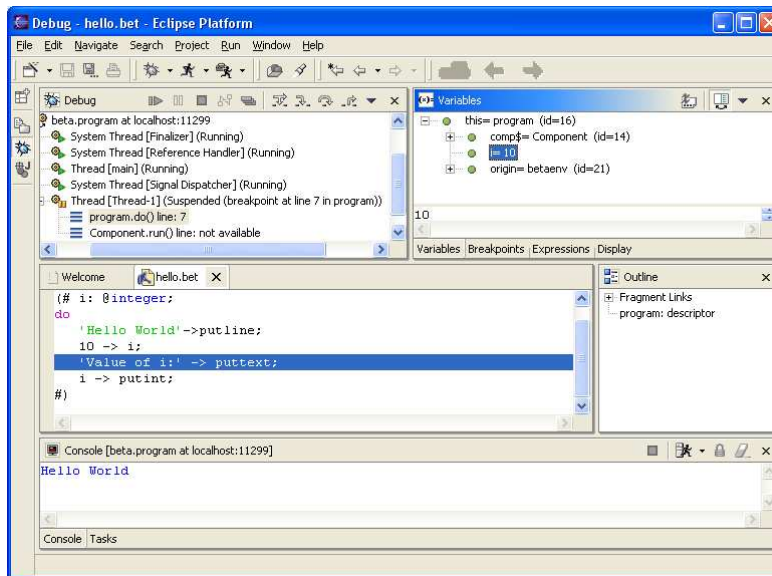 Debug - hello.bet - Eclipse Platform
File Edit Navigate Search Project Run Window Help
Debug
beta.program at localhost:11299
System Thread [Finalizer] (Running)
System Thread [Reference Handler] (Running)
Thread [main] (Running)
System Thread [Signal Dispatcher] (Running)
Thread [Thread-1] (Suspended (breakpoint at line 7 in program))
program.do() line: 7
Component.run() line: not available
(x)= Variables
this= program (id=16)
comp$= Component (id=14)
i= 10
origin= betaenv (id=21)
10
Variables Breakpoints Expressions Display
Welcome hello.bet
(# i: @integer;
do
'Hello World'->putline;
10 -> i;
'Value of i:' -> puttext;
i -> putint;
#)
Outline
Fragment Links
program: descriptor
Console [beta.program at localhost:11299]
Hello World
Console Tasks